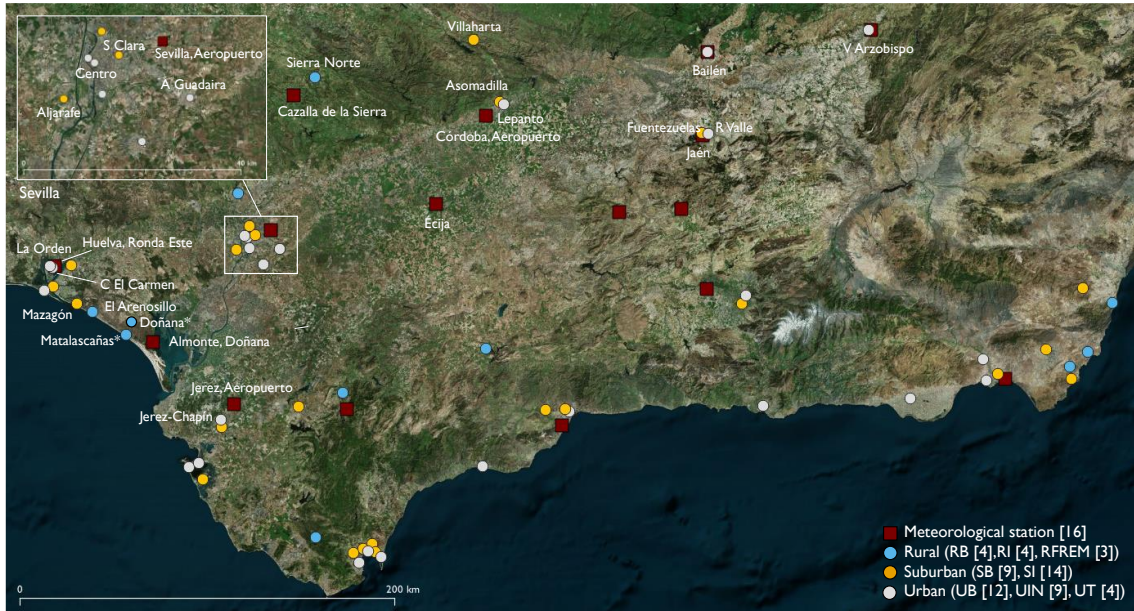 Villaharta
S Clara
Sevilla, Aeropuerto
V Arzobispo
Centro
Sierra Norte
Bailén
A Guadaira
Asomadilla
Aljarafe
Cazalla de la Sierra
Lepanto
Fuentezuelas
R Valle
Córdoba, Aeropuerto
Jaén
0
40 km
Sevilla
Écija
La Orden
Huelva, Ronda Este
C El Carmen
Mazagón
El Arenosillo
Doñana*
Matalascañas*
Almonte, Doñana
Jerez, Aeropuerto
Jerez-Chapín
Meteorological station [16]
Rural (RB [4],RI [4], RFREM [3])
Suburban (SB [9], SI [14])
Urban (UB [12], UIN [9], UT [4])
0
200 km